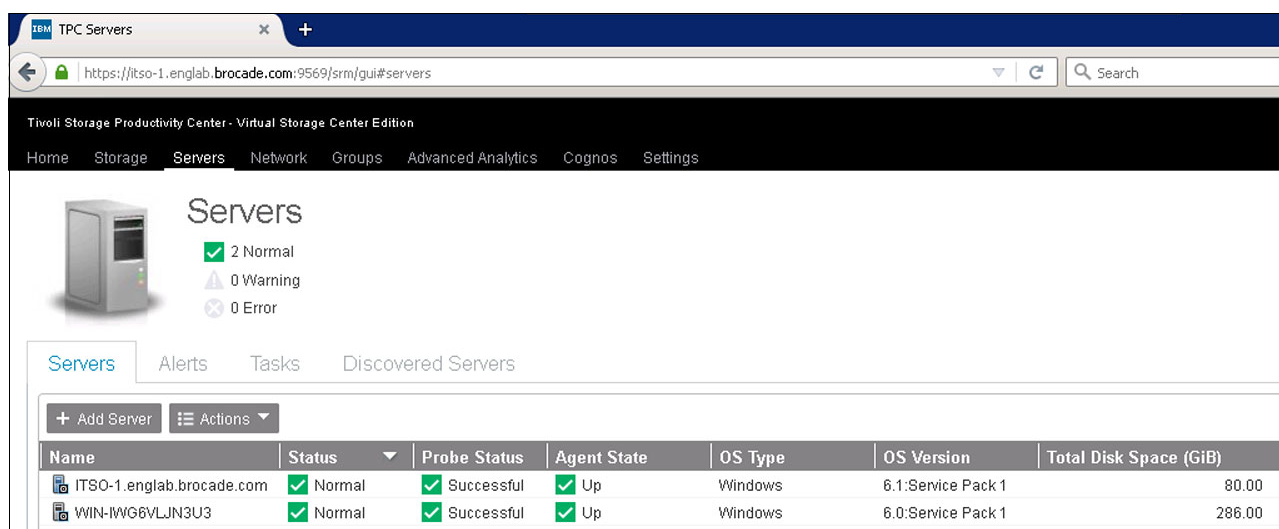 IBM TPC Servers
https://itso-1.englab.brocade.com:9569/srm/gui#servers Search
Tivoli Storage Productivity Center - Virtual Storage Center Edition
Home Storage Servers Network Groups Advanced Analytics Cognos Settings
Servers
2 Normal
0 Warning
0 Error
Servers Alerts Tasks Discovered Servers
+ Add Server Actions
Name Status Probe Status Agent State OS Type OS Version Total Disk Space (GiB)
ITSO-1.englab.brocade.com Normal Successful Up Windows 6.1:Service Pack 1 80.00
WIN-IWG6VLJN3U3 Normal Successful Up Windows 6.0:Service Pack 1 286.00